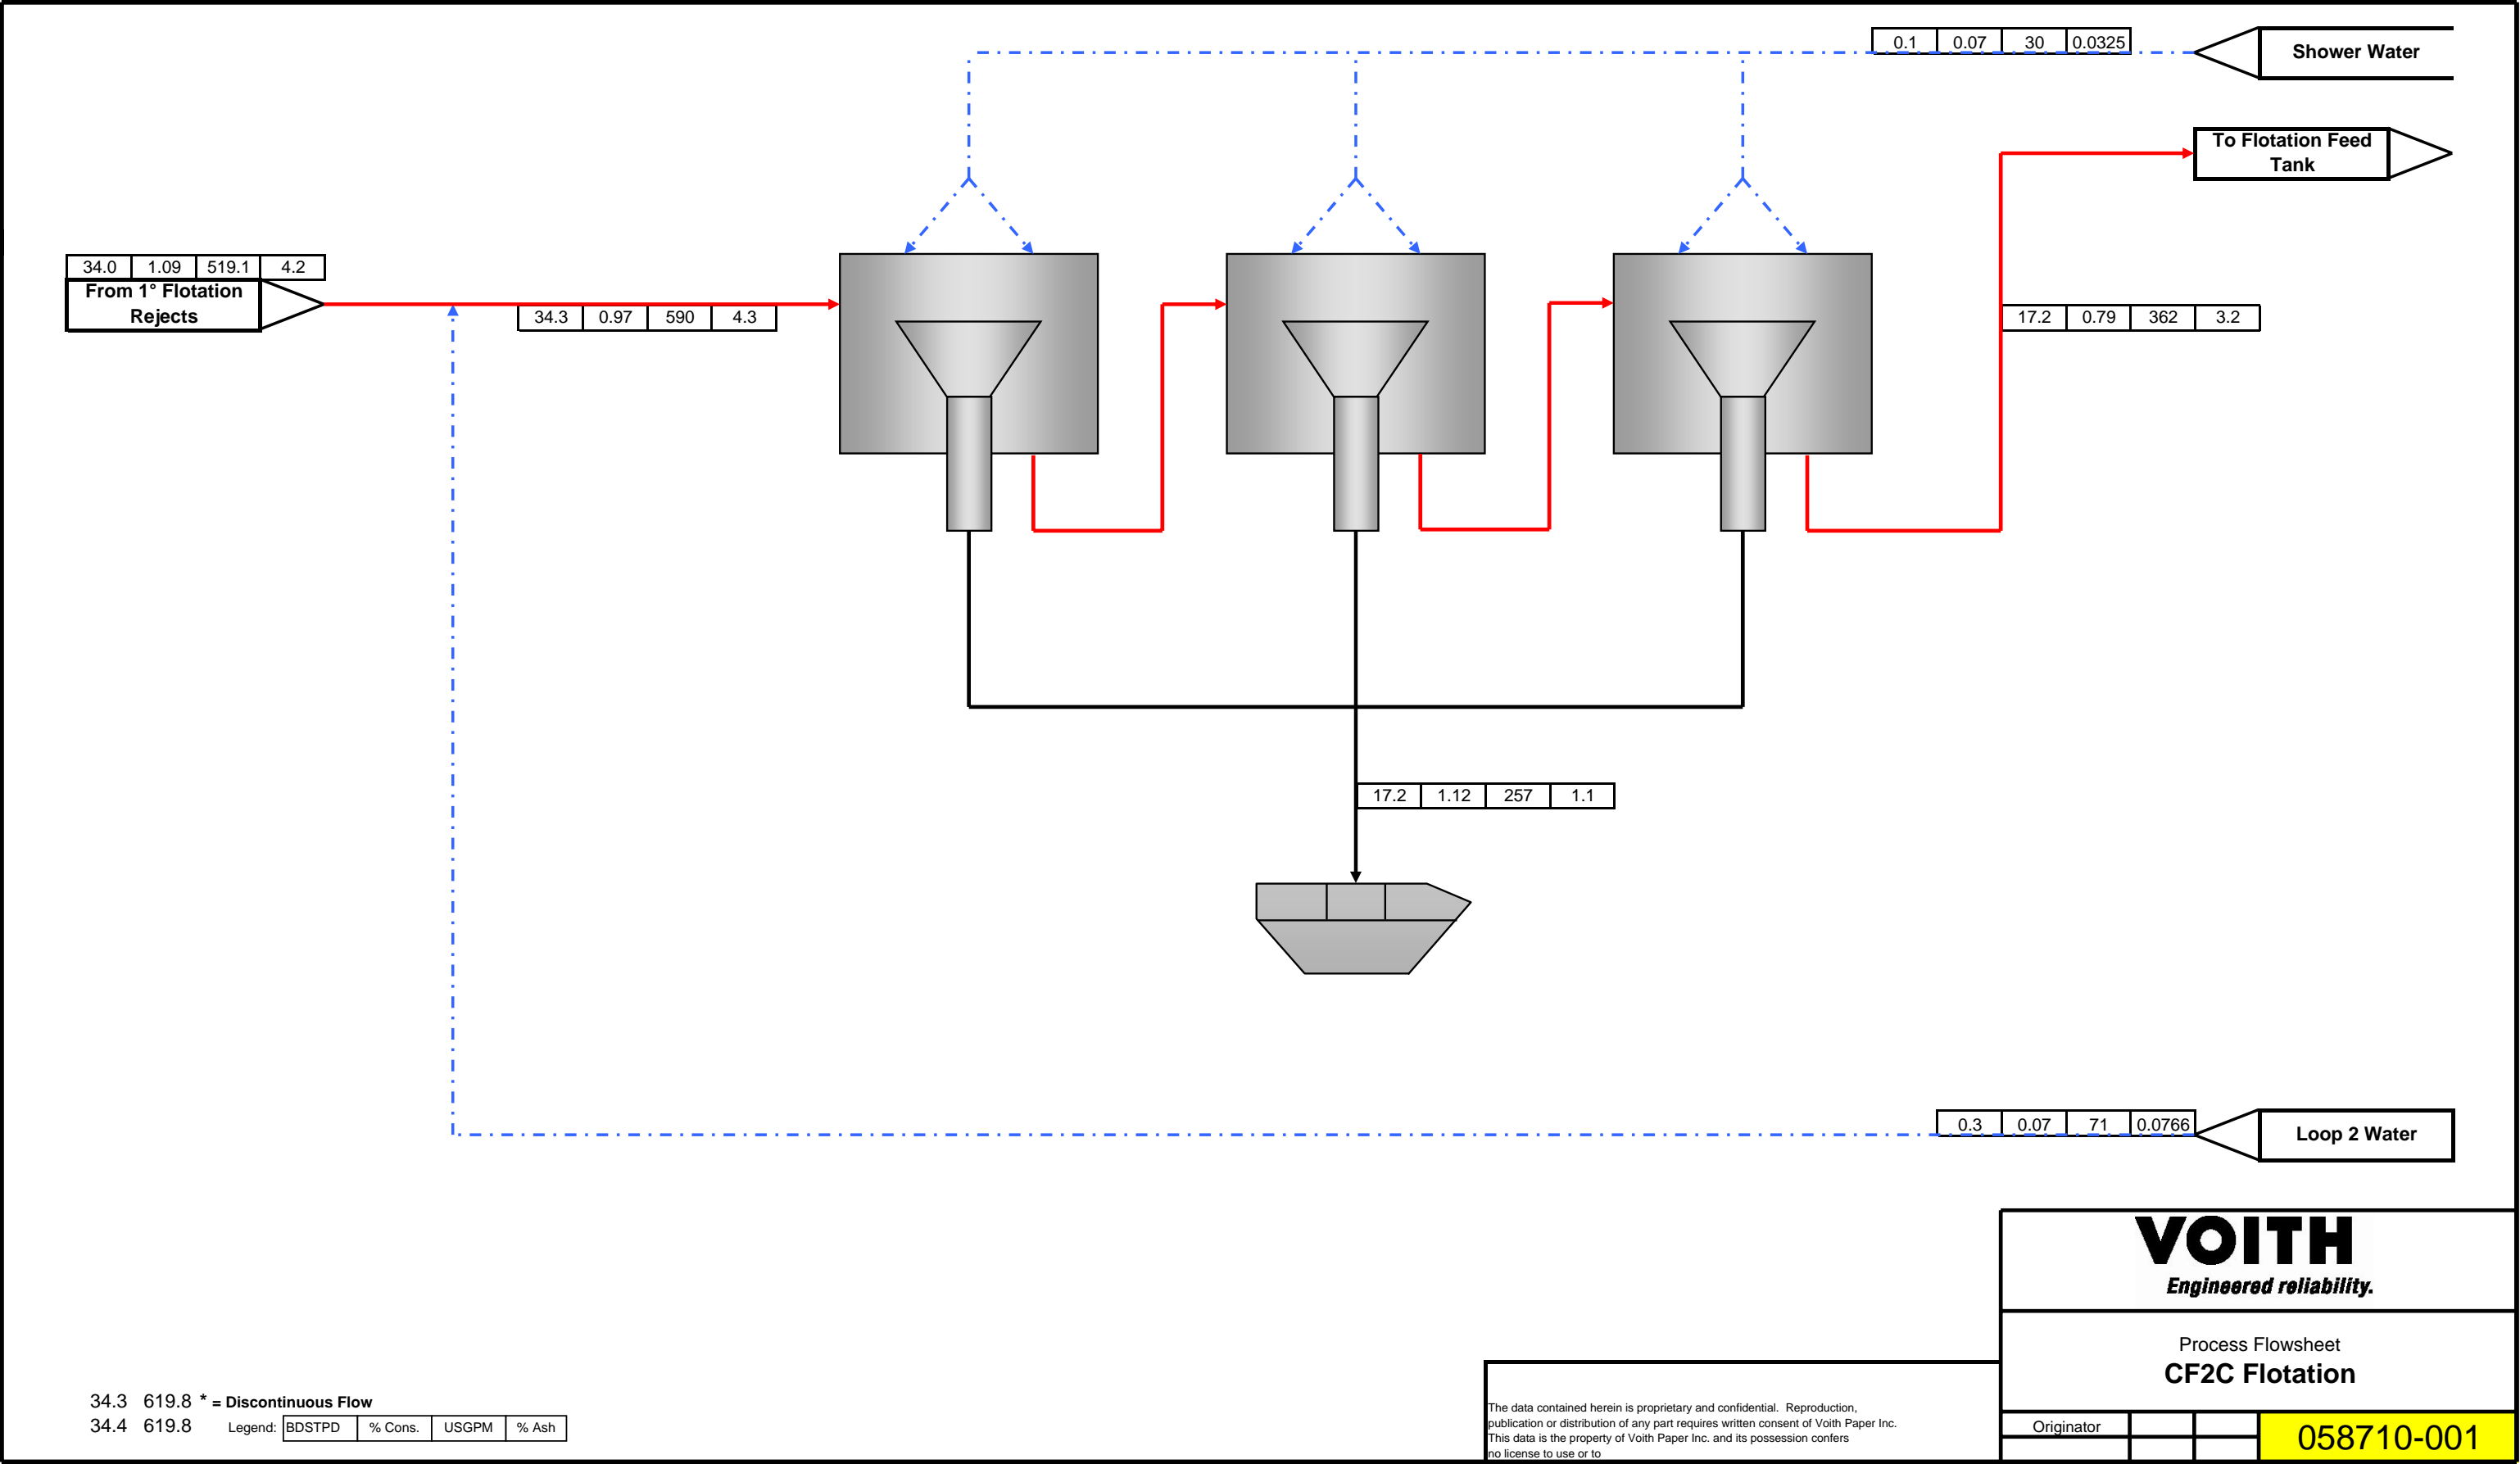 0.1 0.07 30 0.0325
Shower Water
To Flotation Feed
Tank
34.0 1.09 519.1 4.2
From 1° Flotation
Rejects
34.3 0.97 590 4.3
17.2 0.79 362 3.2
17.2 1.12 257 1.1
0.3 0.07 71 0.0766
Loop 2 Water
VOITH
Engineered reliability.
Process Flowsheet
CF2C Flotation
34.3 619.8 * = Discontinuous Flow
34.4 619.8 Legend: BDSTPD % Cons. USGPM % Ash
The data contained herein is proprietary and confidential. Reproduction,
publication or distribution of any part requires written consent of Voith Paper Inc.
This data is the property of Voith Paper Inc. and its possession confers
no license to use or to
Originator
058710-001